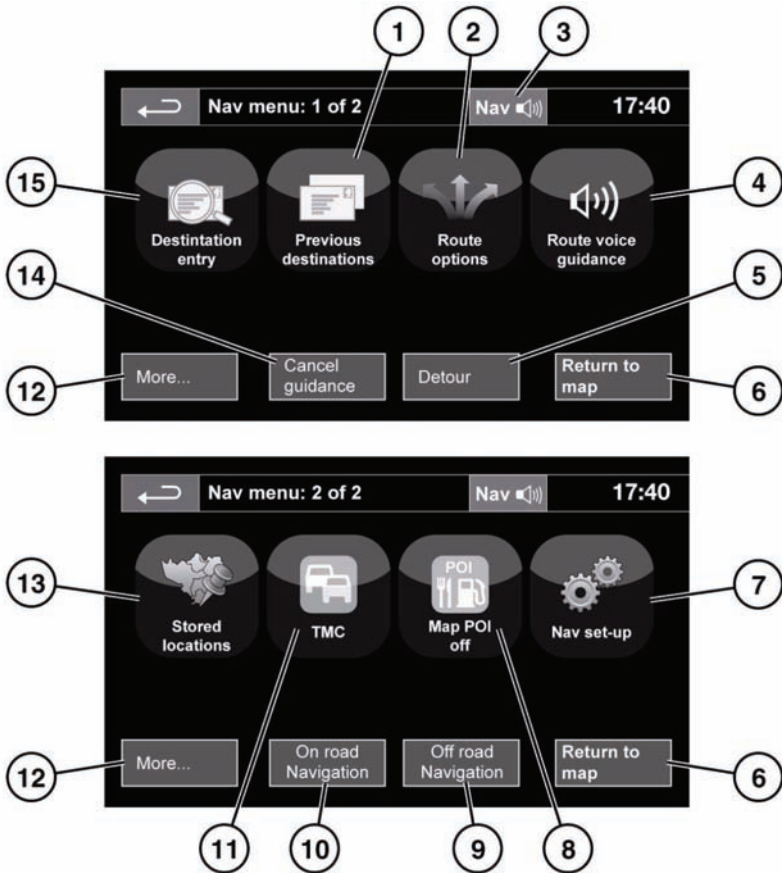 1 2 3
Nav menu: 1 of 2 Nav 17:40
15 4
Destintation
entry
Previous
destinations
Route
options
Route voice
guidance
14 5
12 More... Cancel
guidance
Detour Return to
map 6
Nav menu: 2 of 2 Nav 17:40
13 7
Stored
locations
TMC
POI
Map POI
off
Nav set-up
12 More... On road
Navigation
Off road
Navigation
Return to
map 6
11 10 9 8